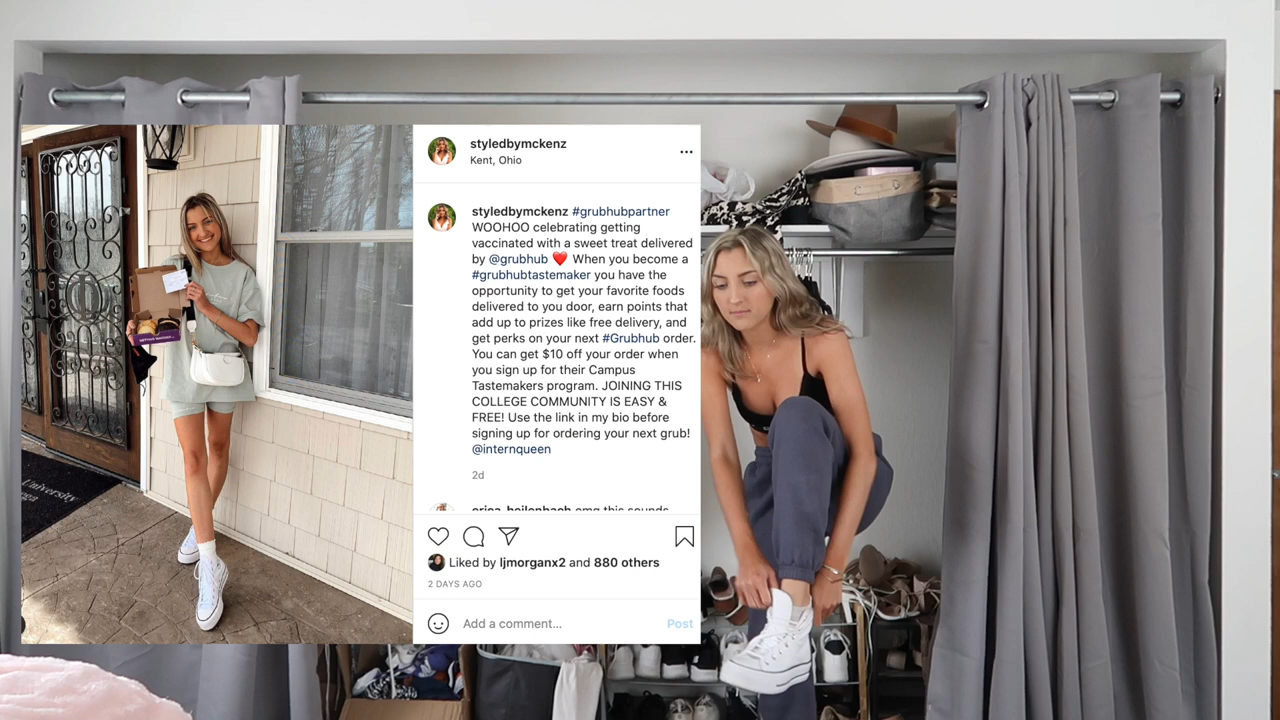 styledbymckenz
Kent, Ohio
styledbymckenz #grubhubpartner
WOOHOO celebrating getting
vaccinated with a sweet treat delivered
by @grubhub ❤️ When you become a
#grubhubtastemaker you have the
opportunity to get your favorite foods
delivered to you door, earn points that
add up to prizes like free delivery, and
get perks on your next #Grubhub order.
You can get $10 off your order when
you sign up for their Campus
Tastemakers program. JOINING THIS
COLLEGE COMMUNITY IS EASY &
FREE! Use the link in my bio before
signing up for ordering your next grub!
@internqueen
2d
Liked by ljmorganx2 and 880 others
2 DAYS AGO
Add a comment... Post
University